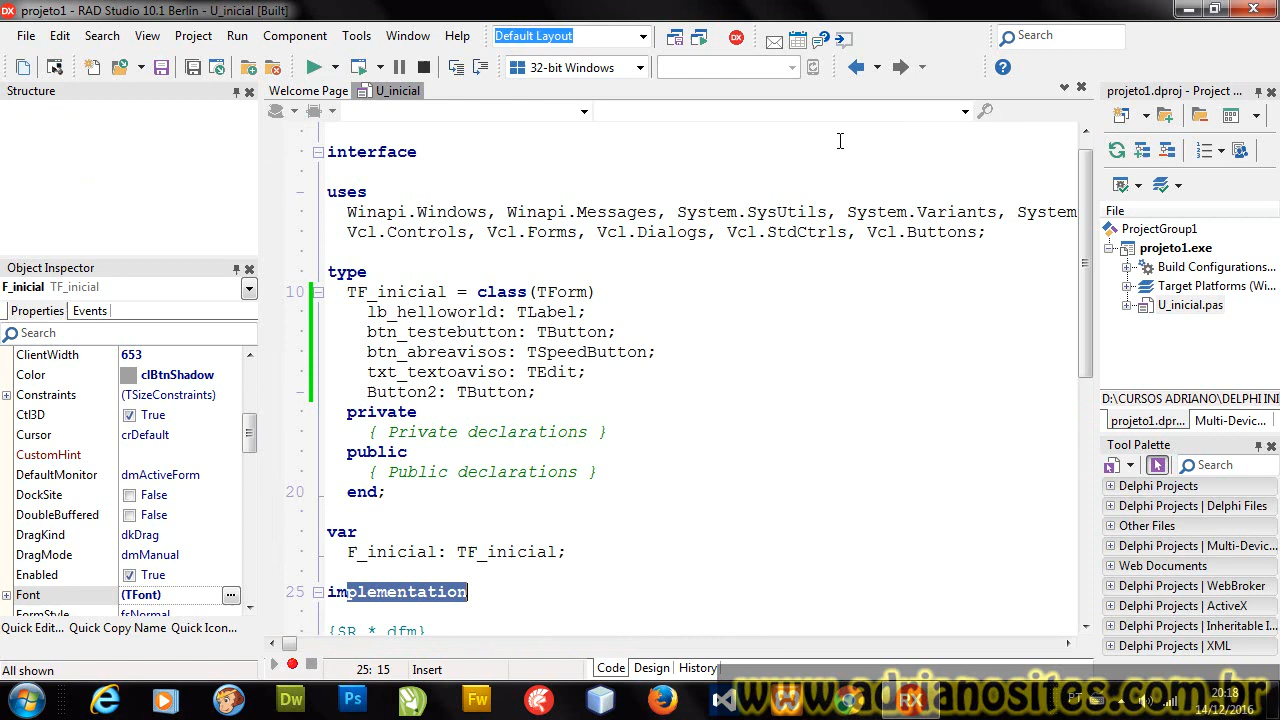 projeto1 - RAD Studio 10.1 Berlin - U_inicial [Built]
File Edit Search View Project Run Component Tools Window Help Default Layout Search
32-bit Windows
Structure
Welcome Page U_inicial
projeto1.dproj - Project ...
interface
uses
Winapi.Windows, Winapi.Messages, System.SysUtils, System.Variants, System
Vcl.Controls, Vcl.Forms, Vcl.Dialogs, Vcl.StdCtrls, Vcl.Buttons;
type
10 TF_inicial = class(TForm)
lb_helloworld: TLabel;
btn_testebutton: TButton;
btn_abreavisos: TSpeedButton;
txt_textoaviso: TEdit;
Button2: TButton;
private
{ Private declarations }
public
{ Public declarations }
20 end;
var
F_inicial: TF_inicial;
25 implementation
{$R *.dfm}
25: 15 Insert
Code Design History
Object Inspector
F_inicial TF_inicial
Properties Events
Search
ClientWidth 653
Color clBtnShadow
Constraints (TSizeConstraints)
Ctl3D True
Cursor crDefault
CustomHint
DefaultMonitor dmActiveForm
DockSite False
DoubleBuffered False
DragKind dkDrag
DragMode dmManual
Enabled True
Font (TFont) ...
FormStyle fsNormal
Quick Edit... Quick Copy Name Quick Icon...
All shown
File
ProjectGroup1
projeto1.exe
Build Configurations...
Target Platforms (Wi...
U_inicial.pas
D:\CURSOS ADRIANO\DELPHI INI
projeto1.dpr... Multi-Devic...
Tool Palette
Search
Delphi Projects
Delphi Projects | Delphi Files
Other Files
Delphi Projects | Multi-Devic...
Web Documents
Delphi Projects | WebBroker
Delphi Projects | ActiveX
Delphi Projects | Inheritable I...
Delphi Projects | XML
Dw Ps Fw RX PT 20:18
14/12/2016
www.adrianosites.com.br